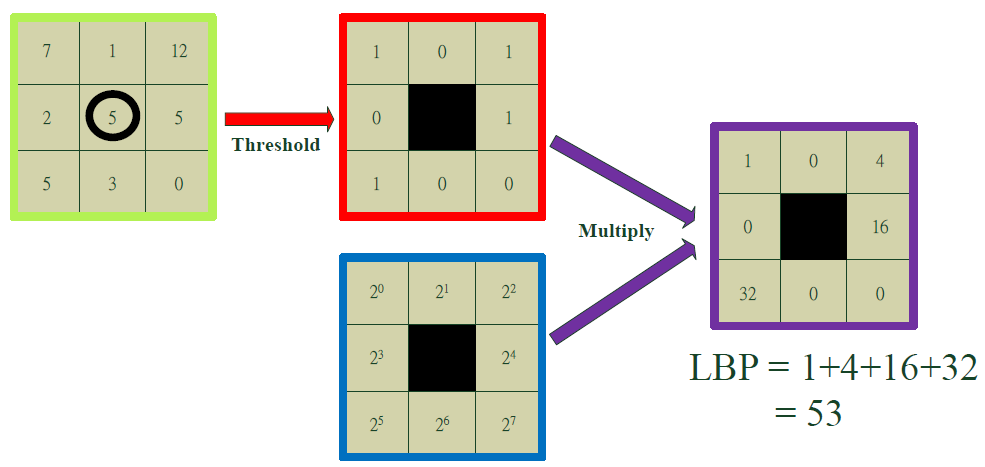 7 1 12
2 5 5
5 3 0
Threshold
1 0 1
0 1
1 0 0
2⁰ 2¹ 2²
2³ 2⁴
2⁵ 2⁶ 2⁷
Multiply
1 0 4
0 16
32 0 0
LBP = 1+4+16+32
= 53